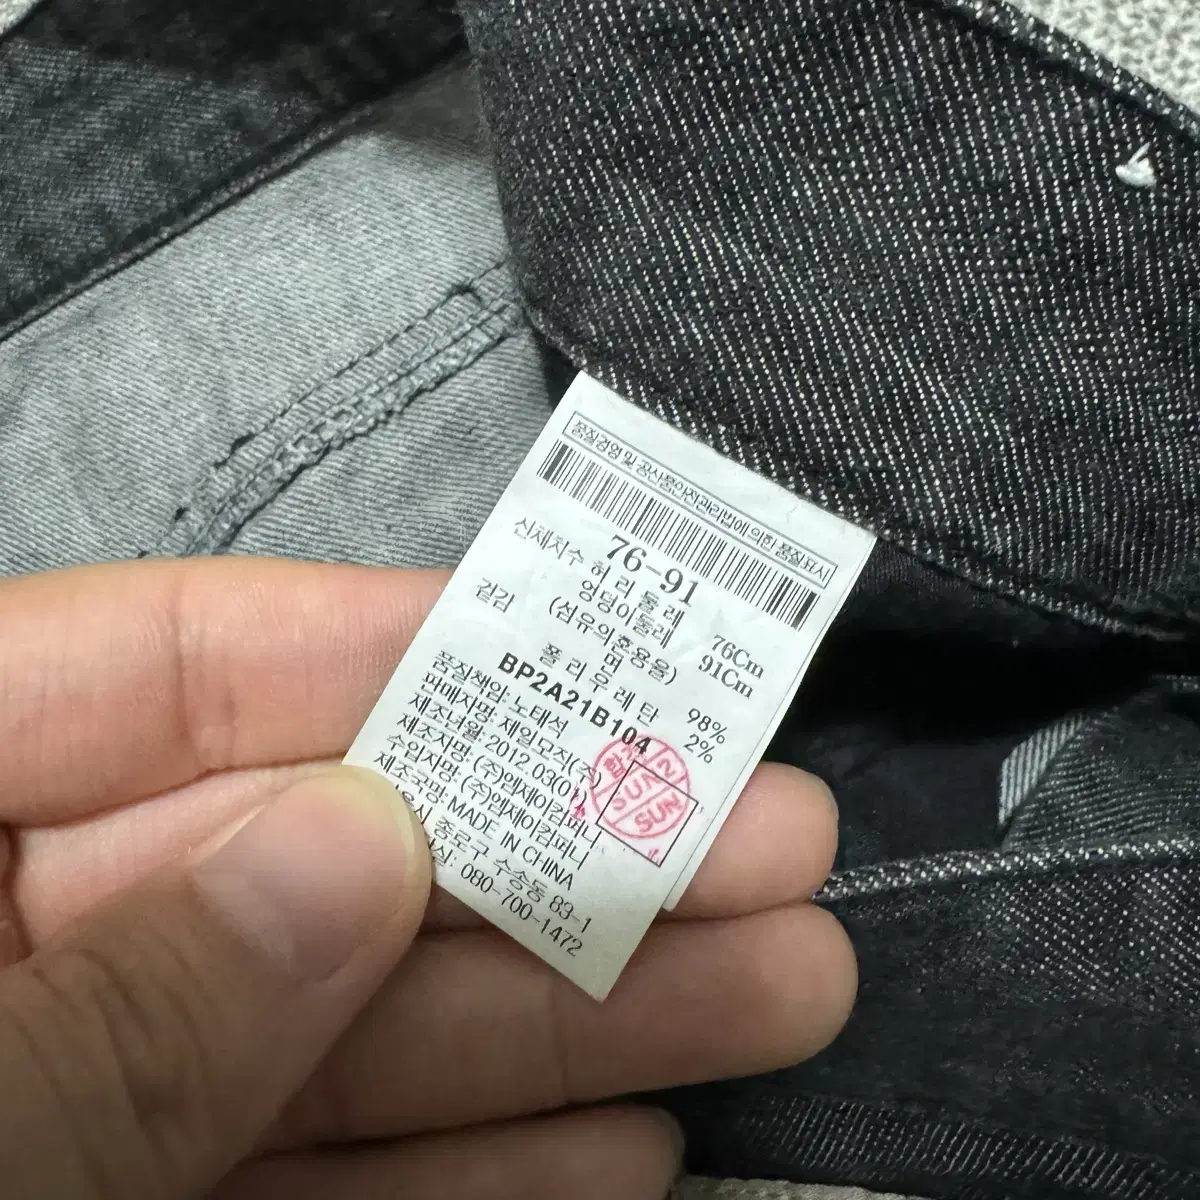 품질경영 및 공산품안전관리법에 의한 품질표시
76-91
신체치수 허 리 둘 레 76Cm
엉덩이둘레 91Cm
(섬유의혼용율)
겉감 면 98%
폴 리 우 레 탄 2%
BP2A21B104
품질책임: 노태석
판매자명: 제일모직(주)
제조년월: 2012.03(01)
제조자명: (주)엠제이컴퍼니
수입자명: (주)엠제이컴퍼니
제조국명: MADE IN CHINA
종로구 수송동 83-1
080-700-1472
SUN